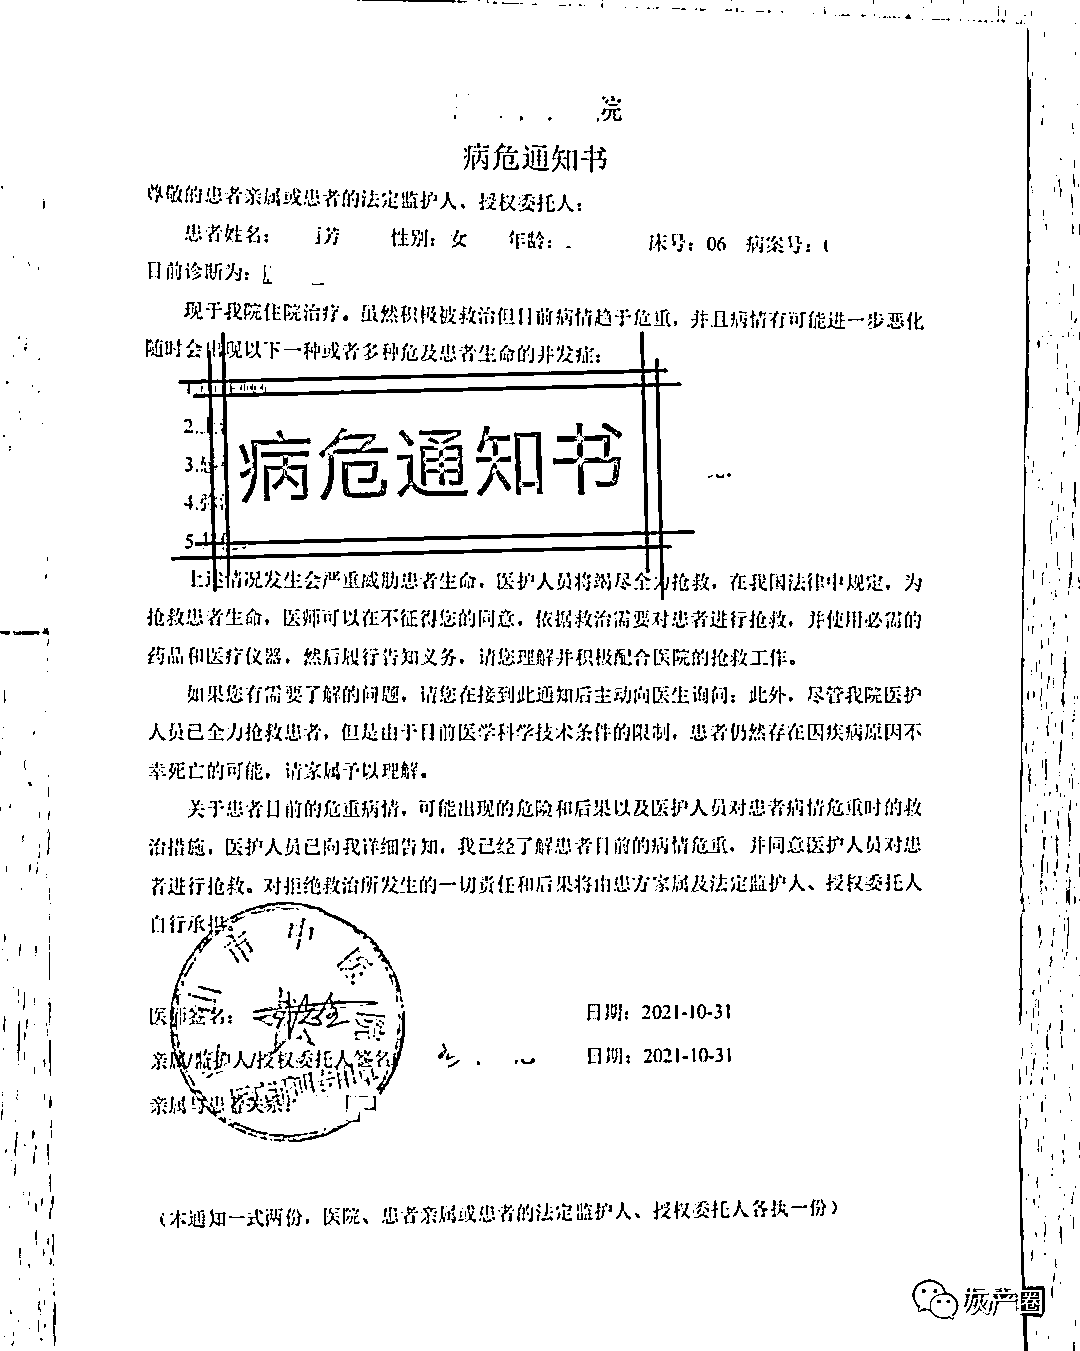 院
病危通知书
尊敬的患者亲属或患者的法定监护人、授权委托人：
患者姓名： 芳 性别：女 年龄： 床号：06 病案号：
目前诊断为：
现于我院住院治疗。虽然积极被救治但目前病情趋于危重，并且病情有可能进一步恶化
随时会出现以下一种或者多种危及患者生命的并发症：
1.
2.
3.
4.
5.
病危通知书
上述情况发生会严重威胁患者生命，医护人员将竭尽全力抢救，在我国法律中规定，为
抢救患者生命，医师可以在不征得您的同意，依据救治需要对患者进行抢救，并使用必需的
药品和医疗仪器，然后履行告知义务，请您理解并积极配合医院的抢救工作。
如果您有需要了解的问题，请您在接到此通知后主动向医生询问；此外，尽管我院医护
人员已全力抢救患者，但是由于目前医学科学技术条件的限制，患者仍然存在因疾病原因不
幸死亡的可能，请家属予以理解。
关于患者目前的危重病情，可能出现的危险和后果以及医护人员对患者病情危重时的救
治措施，医护人员已向我详细告知，我已经了解患者目前的病情危重，并同意医护人员对患
者进行抢救。对拒绝救治所发生的一切责任和后果将由患方家属及法定监护人、授权委托人
自行承担。
市中医院
医师签名： 日期：2021-10-31
亲属/监护人/授权委托人签名 日期：2021-10-31
亲属与患者关系：
（本通知一式两份，医院、患者亲属或患者的法定监护人、授权委托人各执一份）